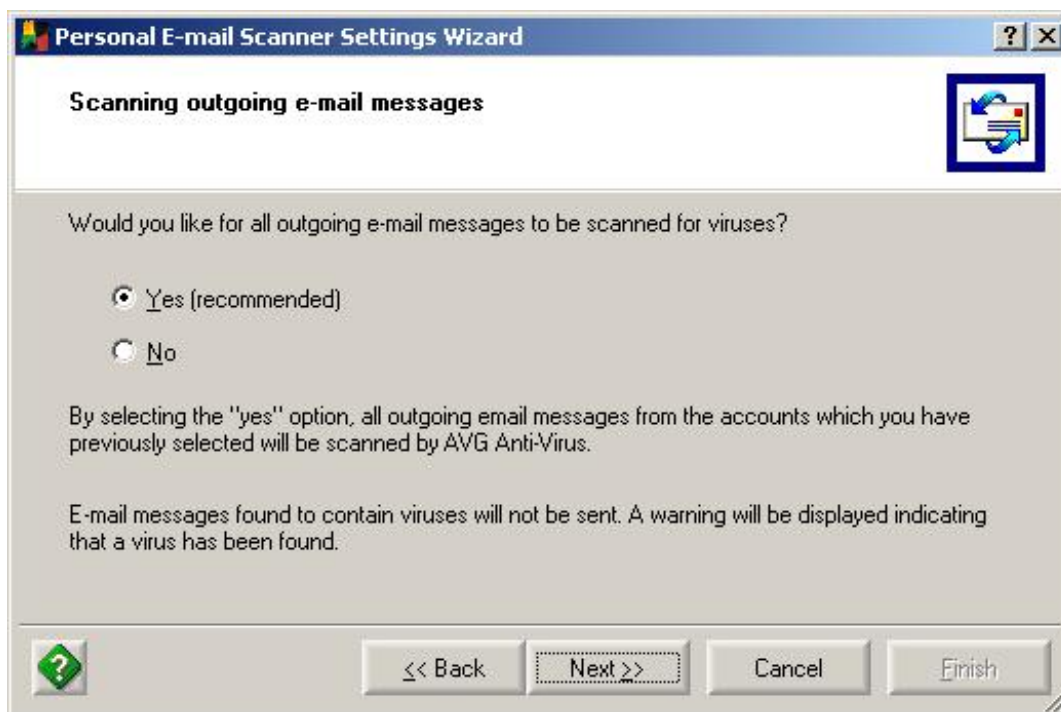 Personal E-mail Scanner Settings Wizard
Scanning outgoing e-mail messages
Would you like for all outgoing e-mail messages to be scanned for viruses?
Yes (recommended)
No
By selecting the "yes" option, all outgoing email messages from the accounts which you have
previously selected will be scanned by AVG Anti-Virus.
E-mail messages found to contain viruses will not be sent. A warning will be displayed indicating
that a virus has been found.
<< Back
Next >>
Cancel
Finish